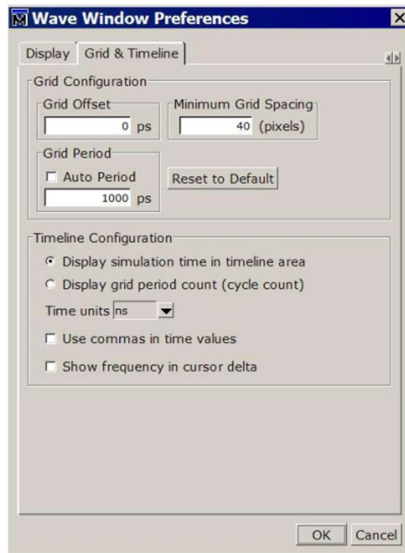 Wave Window Preferences
Display Grid & Timeline
Grid Configuration
Grid Offset
0 ps
Minimum Grid Spacing
40 (pixels)
Grid Period
Auto Period
1000 ps
Reset to Default
Timeline Configuration
Display simulation time in timeline area
Display grid period count (cycle count)
Time units ns
Use commas in time values
Show frequency in cursor delta
OK Cancel